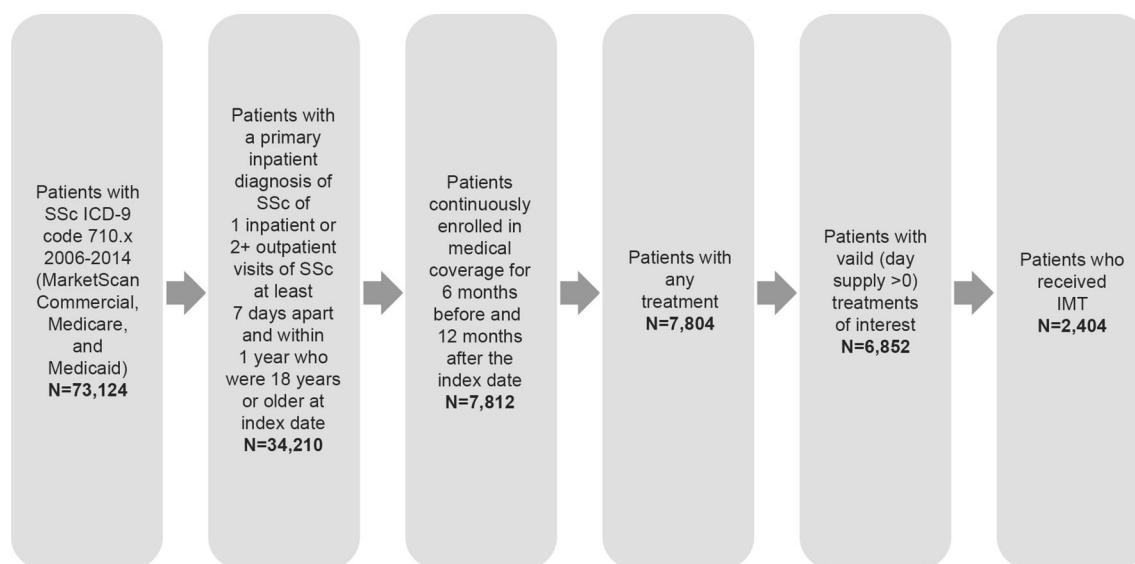 Patients with
SSc ICD-9
code 710.x
2006-2014
(MarketScan
Commercial,
Medicare,
and
Medicaid)
N=73,124
Patients with
a primary
inpatient
diagnosis of
SSc of
1 inpatient or
2+ outpatient
visits of SSc
at least
7 days apart
and within
1 year who
were 18 years
or older at
index date
N=34,210
Patients
continuously
enrolled in
medical
coverage for
6 months
before and
12 months
after the
index date
N=7,812
Patients with
any
treatment
N=7,804
Patients with
vaild (day
supply >0)
treatments
of interest
N=6,852
Patients who
received
IMT
N=2,404